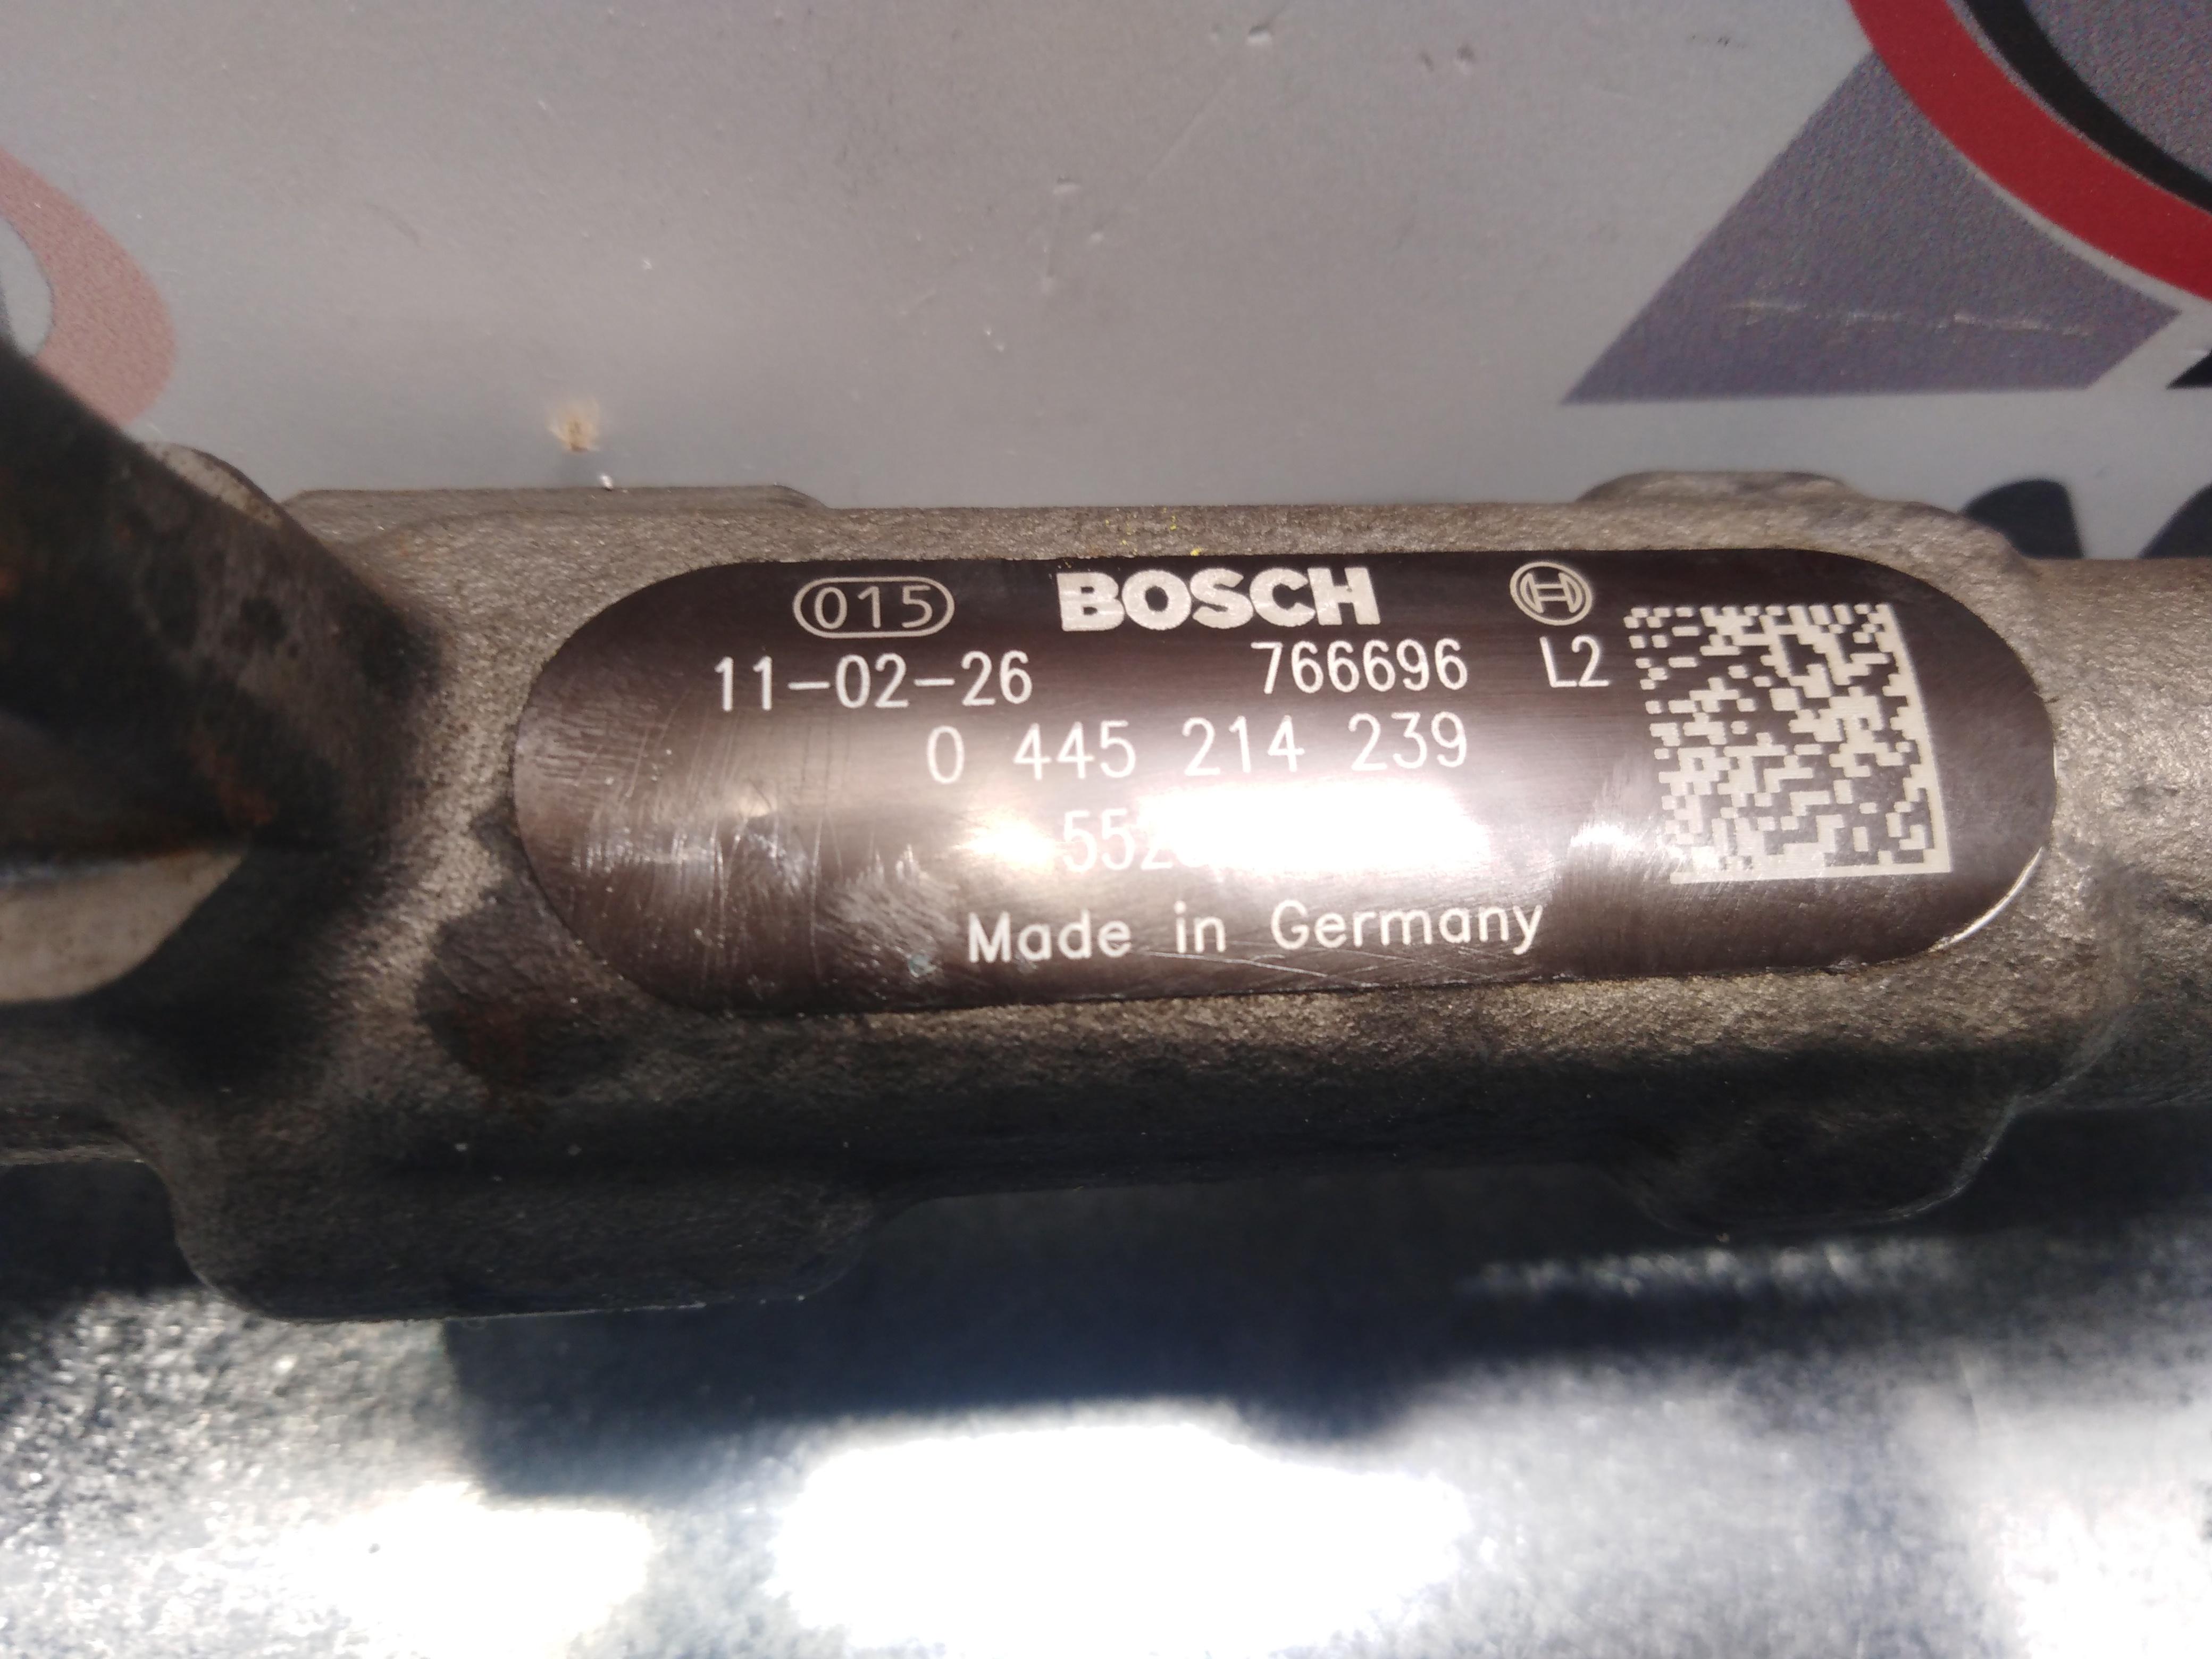 015 BOSCH
11-02-26 766696 L2
0 445 214 239
Made in Germany